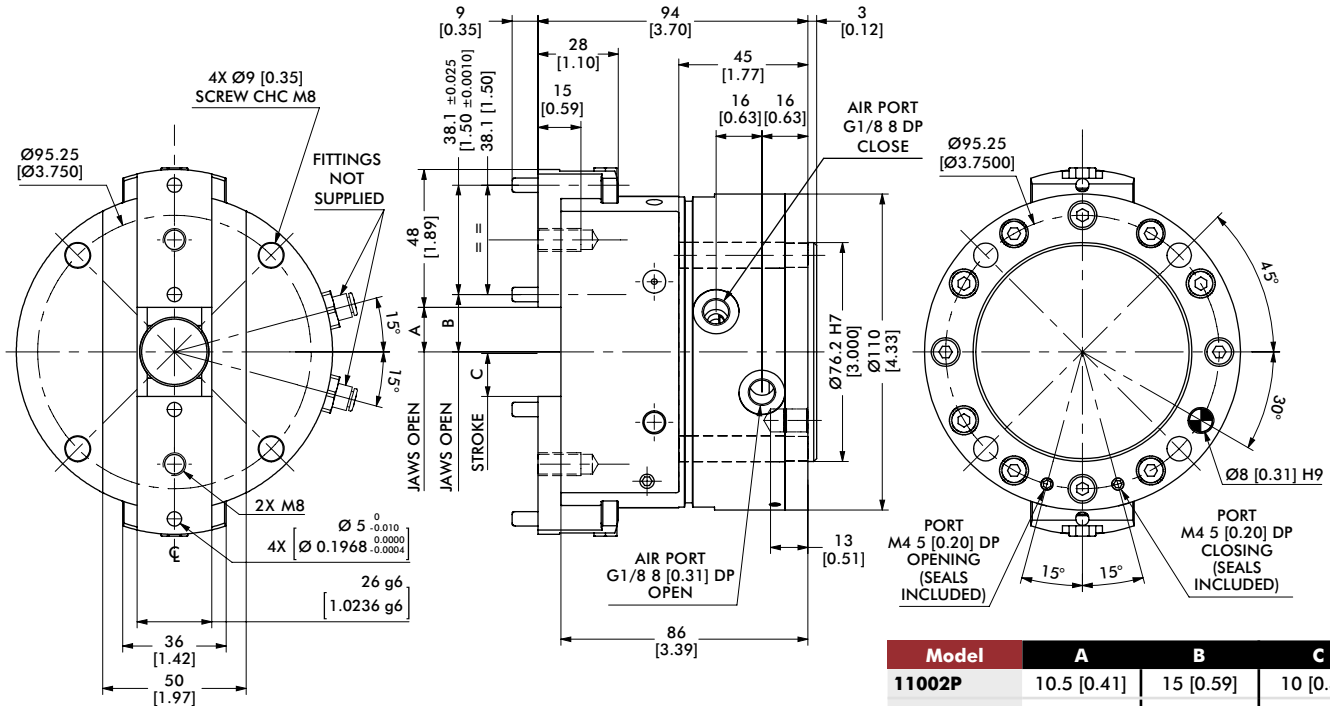 4X Ø9 [0.35]
SCREW CHC M8
Ø95.25
[Ø3.750]
FITTINGS
NOT
SUPPLIED
15°
15°
2X M8
4X [Ø 5 0 -0.010
Ø 0.1968 0.0000 -0.0004]
℄
26 g6
[1.0236 g6]
36
[1.42]
50
[1.97]
9
[0.35]
94
[3.70]
3
[0.12]
28
[1.10]
45
[1.77]
15
[0.59]
16
[0.63]
16
[0.63]
38.1 ±0.025
[1.50 ±0.0010]
38.1 [1.50]
= =
48
[1.89]
A
B
C
JAWS OPEN
JAWS OPEN
STROKE
AIR PORT
G1/8 8 DP
CLOSE
Ø76.2 H7
[3.000]
Ø110
[4.33]
13
[0.51]
AIR PORT
G1/8 8 [0.31] DP
OPEN
86
[3.39]
Ø95.25
[Ø3.7500]
45°
30°
Ø8 [0.31] H9
PORT
M4 5 [0.20] DP
OPENING
(SEALS
INCLUDED)
15°
15°
PORT
M4 5 [0.20] DP
CLOSING
(SEALS
INCLUDED)
Model A B C
11002P 10.5 [0.41] 15 [0.59] 10 [0.